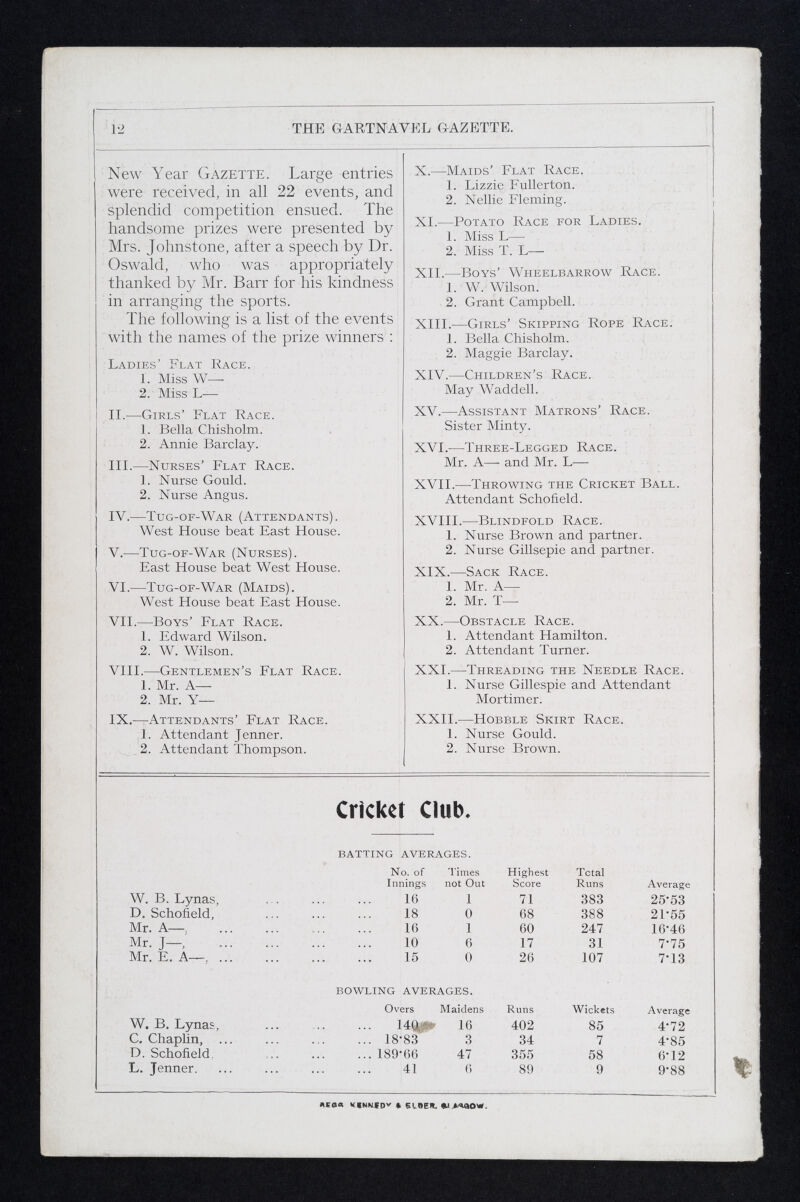 12
THE GARTNAVEL GAZETTE.
New Year GAZETTE. Large entries
were received, in all 22 events, and
splendid competition ensued. The
handsome prizes were presented by
Mrs. Johnstone, after a speech by Dr.
Oswald, who was appropriately
thanked by Mr. Barr for his kindness
in arranging the sports.
The following is a list of the events
with the names of the prize winners :
LADIES' FLAT RACE.
1. Miss W—
2. Miss L—
II.—GIRLS' FLAT RACE.
1. Bella Chisholm.
2. Annie Barclay.
III.—NURSES' FLAT RACE.
1. Nurse Gould.
2. Nurse Angus.
IV.—TUG-OF-WAR (ATTENDANTS).
West House beat East House.
V.—TUG-OF-WAR (NURSES).
East House beat West House.
VI.—TUG-OF-WAR (MAIDS).
West House beat East House.
VII.—BOYS' FLAT RACE.
1. Edward Wilson.
2. W. Wilson.
VIII.—GENTLEMEN'S FLAT RACE.
1. Mr. A—
2. Mr. Y—
IX.—ATTENDANTS' FLAT RACE.
1. Attendant Jenner.
2. Attendant Thompson.
X.—MAIDS' FLAT RACE.
1. Lizzie Fullerton.
2. Nellie Fleming.
XI.—POTATO RACE FOR LADIES.
1. Miss L—
2. Miss T. L—
XII.—BOYS' WHEELBARROW RACE.
1. W. Wilson.
2. Grant Campbell.
XIII.—GIRLS' SKIPPING ROPE RACE.
1. Bella Chisholm.
2. Maggie Barclay.
XIV.—CHILDREN'S RACE.
May Waddell.
XV.—ASSISTANT MATRONS' RACE.
Sister Minty.
XVI.—THREE-LEGGED RACE.
Mr. A— and Mr. L—
XVII.—THROWING THE CRICKET BALL.
Attendant Schofield.
XVIII.—BLINDFOLD RACE.
1. Nurse Brown and partner.
2. Nurse Gillsepie and partner.
XIX.—SACK RACE.
1. Mr. A—
2. Mr. T—
XX.—OBSTACLE RACE.
1. Attendant Hamilton.
2. Attendant Turner.
XXI.—THREADING THE NEEDLE RACE.
1. Nurse Gillespie and Attendant
Mortimer.
XXII.—HOBBLE SKIRT RACE.
1. Nurse Gould.
2. Nurse Brown.
Cricket Club.
BATTING AVERAGES.
No. of Innings Times not Out Highest Score Total Runs Average
W. B. Lynas, ... ... ... 16 1 71 383 25·53
D. Schofield, ... ... ... 18 0 68 388 21·55
Mr. A—, ... ... ... ... 16 1 60 247 16·46
Mr. J—, ... ... ... ... 10 6 17 31 7·75
Mr. E. A—, ... ... ... ... 15 0 26 107 7·13
BOWLING AVERAGES.
Overs Maidens Runs Wickets Average
W. B. Lynas, ... ... ... 140 16 402 85 4·72
C. Chaplin, ... ... ... ... 18·83 3 34 7 4·85
D. Schofield. ... ... ... 189·66 47 355 58 6·12
L. Jenner. ... ... ... ... 41 6 89 9 9·88
KENNEDY & ELDER, GLASGOW.